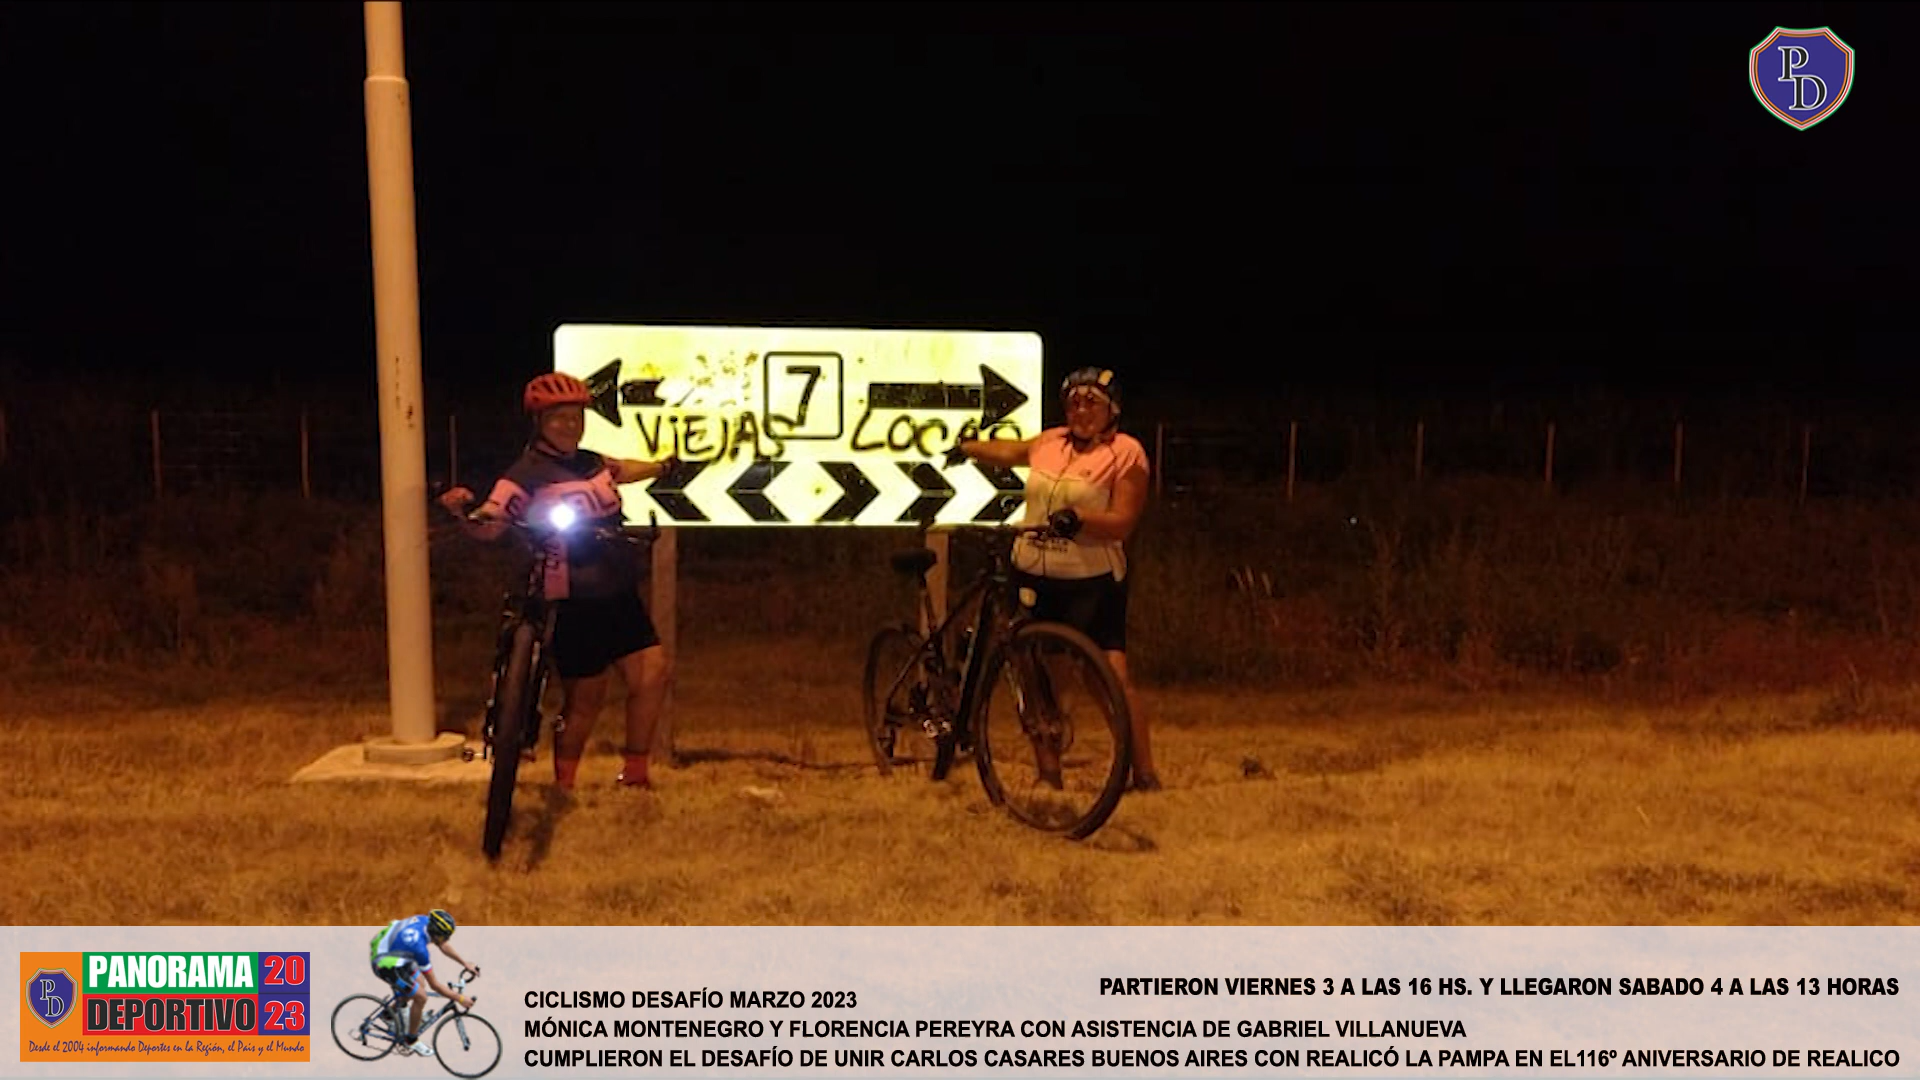 PD
7
VIEJAS LOCAS
PANORAMA 20
DEPORTIVO 23
PD
Desde el 2004 informando Deportes en la Región, el País y el Mundo
PARTIERON VIERNES 3 A LAS 16 HS. Y LLEGARON SABADO 4 A LAS 13 HORAS
CICLISMO DESAFÍO MARZO 2023
MÓNICA MONTENEGRO Y FLORENCIA PEREYRA CON ASISTENCIA DE GABRIEL VILLANUEVA
CUMPLIERON EL DESAFÍO DE UNIR CARLOS CASARES BUENOS AIRES CON REALICÓ LA PAMPA EN EL116º ANIVERSARIO DE REALICO